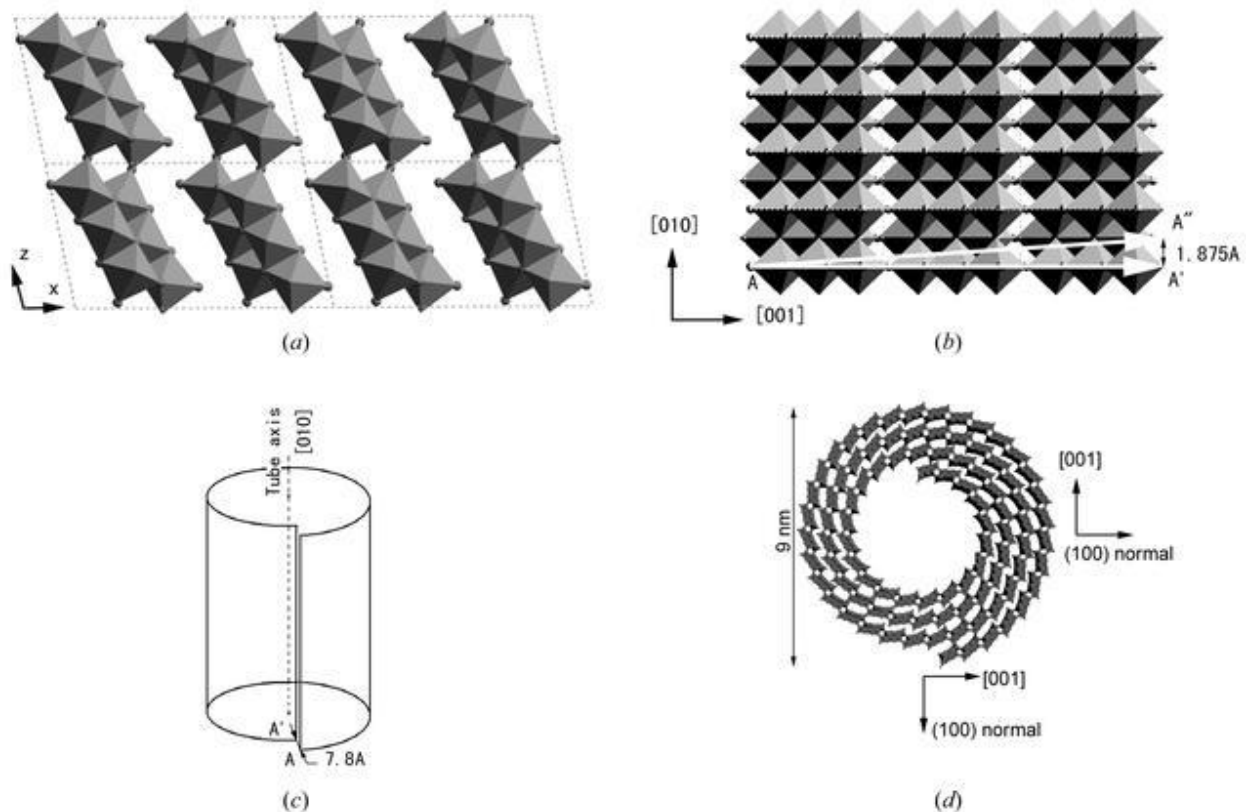 z
x
(a)
[010]
[001]
A
A"
1.875A
A'
(b)
Tube axis
[010]
A'
A
7.8A
(c)
9 nm
[001]
(100) normal
[001]
(100) normal
(d)